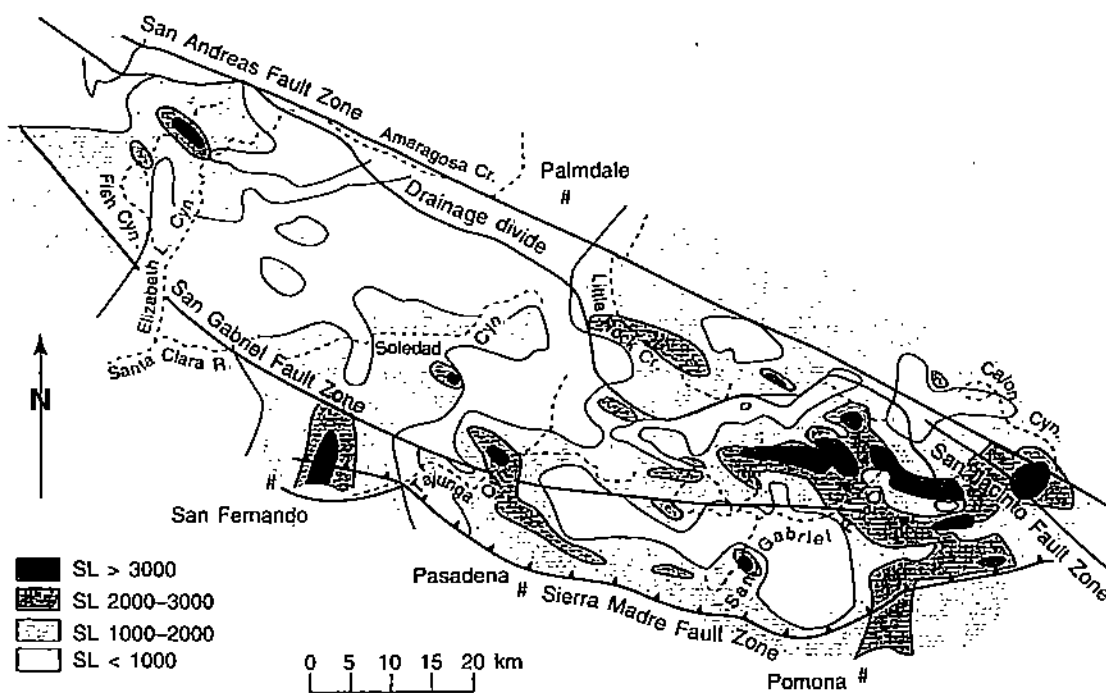 San Andreas Fault Zone
Amaragosa Cr.
Palmdale
#
Drainage divide
Fish Cyn
Elizabeth L. Cyn
San Gabriel Fault Zone
Little Rock Cr.
Soledad Cyn
Santa Clara R.
Cajon Cyn.
N
San Jacinto Fault Zone
#
San Fernando
Tujunga Cr.
San Gabriel R.
Pasadena #
Sierra Madre Fault Zone
Pomona #
SL > 3000
SL 2000–3000
SL 1000–2000
SL < 1000
0 5 10 15 20 km